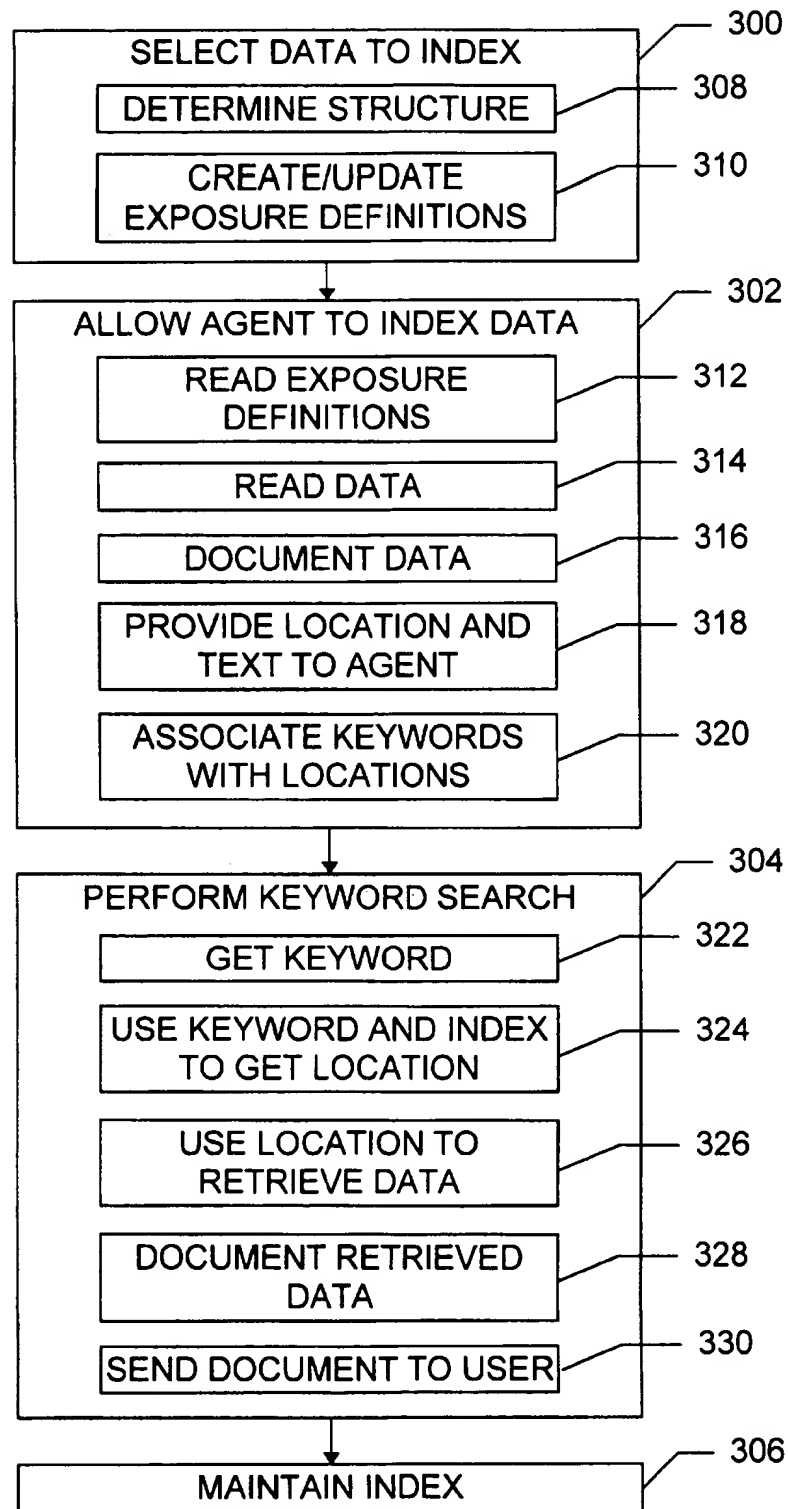 300
SELECT DATA TO INDEX
308
DETERMINE STRUCTURE
310
CREATE/UPDATE
EXPOSURE DEFINITIONS
302
ALLOW AGENT TO INDEX DATA
312
READ EXPOSURE
DEFINITIONS
314
READ DATA
316
DOCUMENT DATA
318
PROVIDE LOCATION AND
TEXT TO AGENT
320
ASSOCIATE KEYWORDS
WITH LOCATIONS
304
PERFORM KEYWORD SEARCH
322
GET KEYWORD
324
USE KEYWORD AND INDEX
TO GET LOCATION
326
USE LOCATION TO
RETRIEVE DATA
328
DOCUMENT RETRIEVED
DATA
330
SEND DOCUMENT TO USER
306
MAINTAIN INDEX